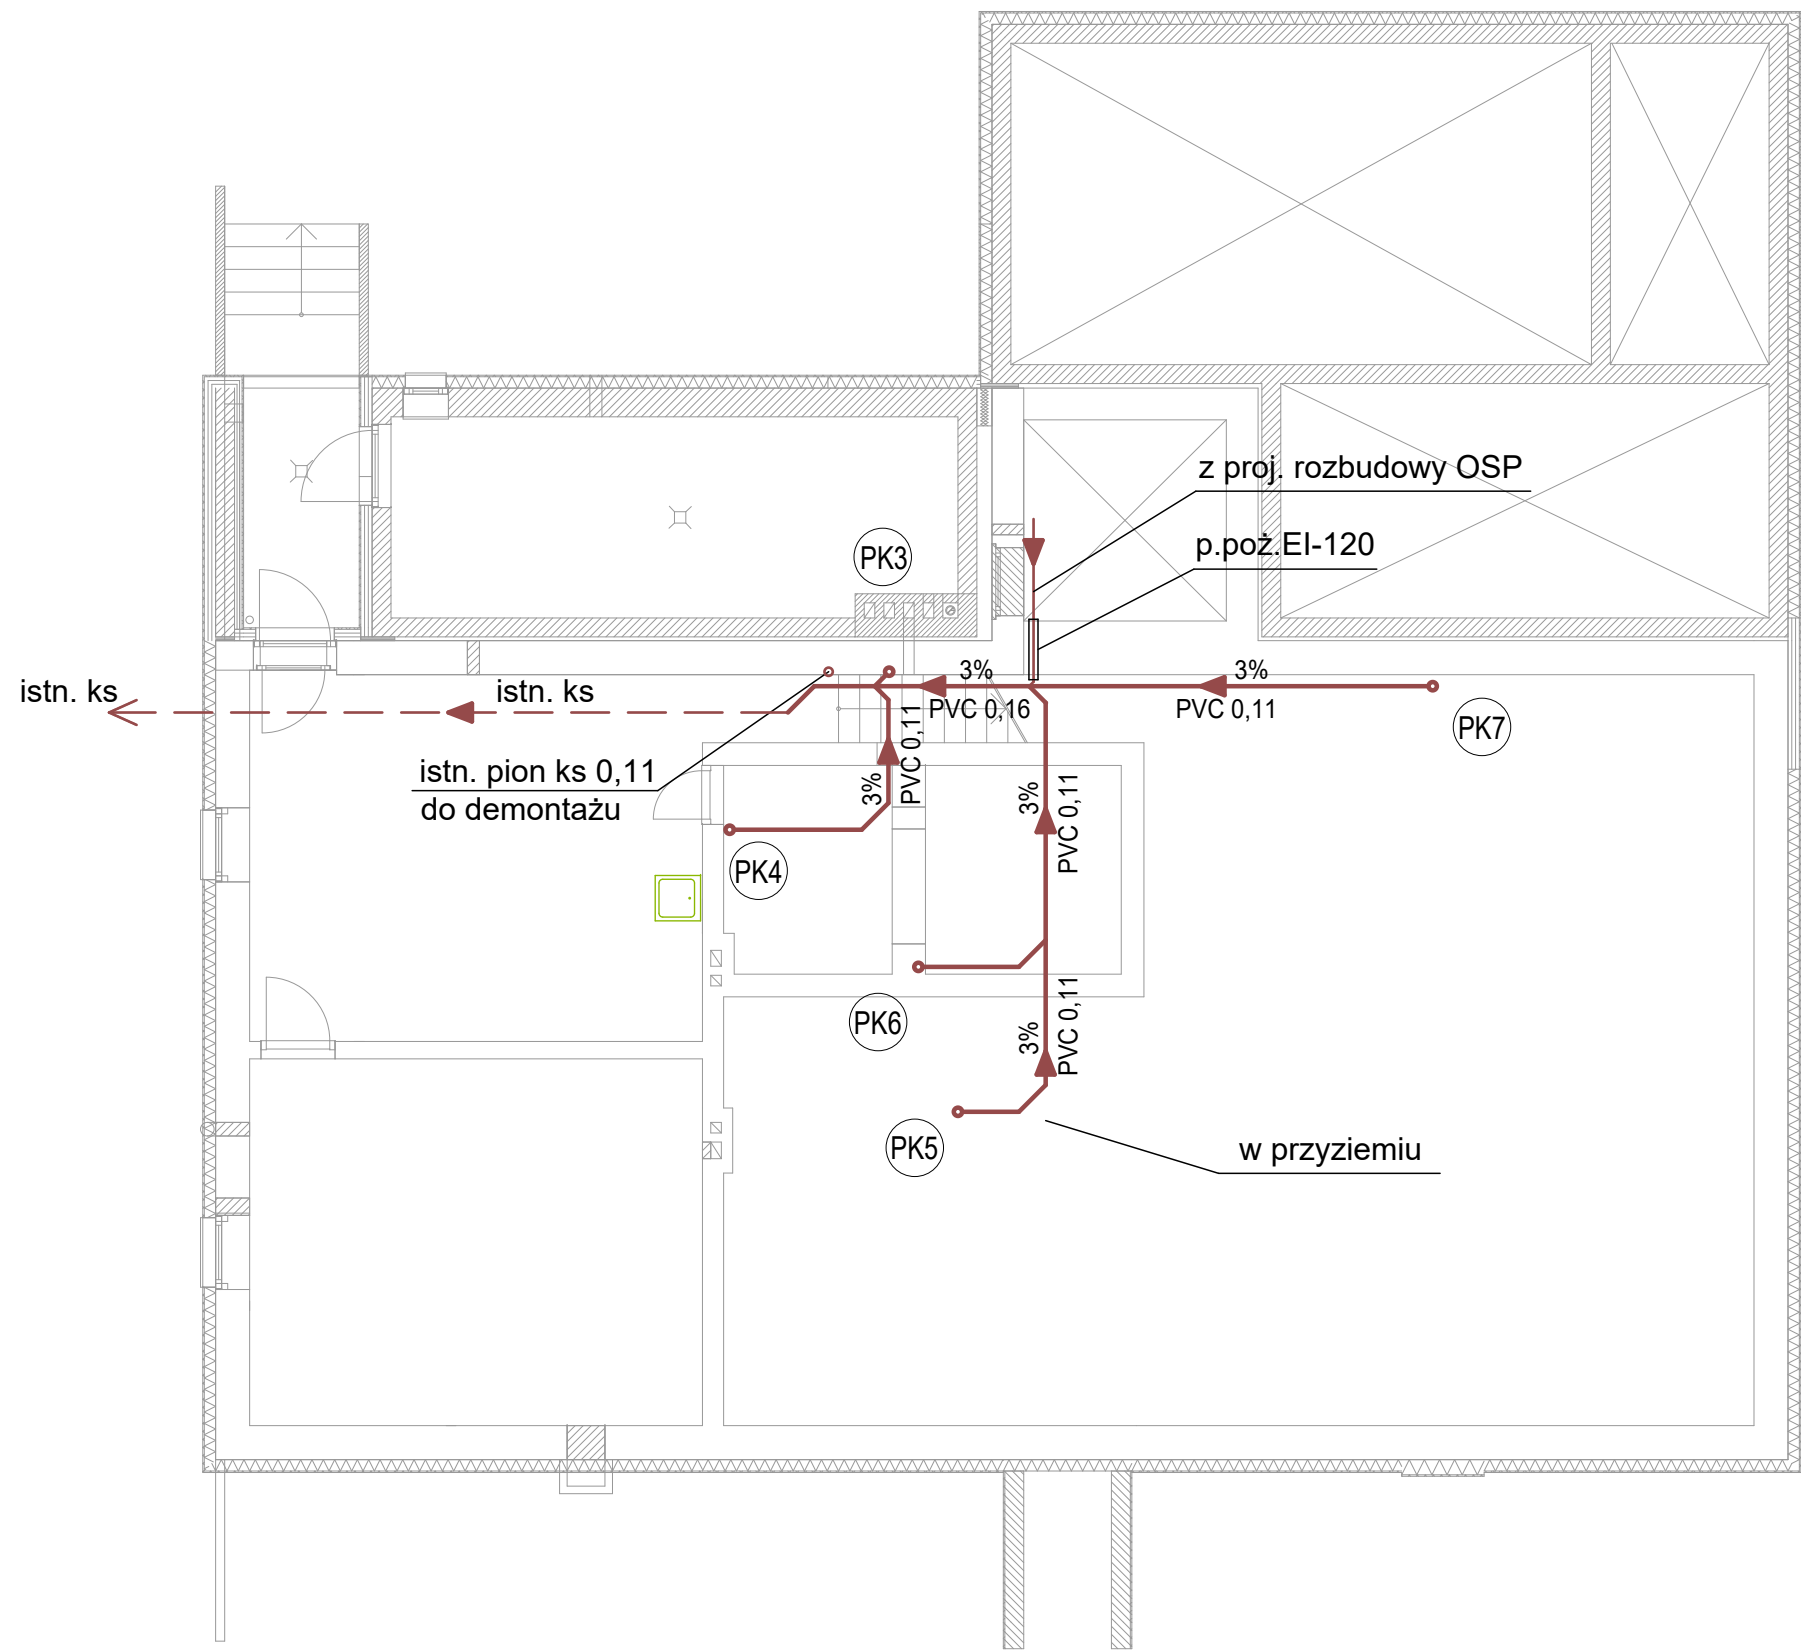 z proj. rozbudowy OSP
p.poż.EI-120
PK3
istn. ks
istn. ks
3%
PVC 0,16
3%
PVC 0,11
PK7
istn. pion ks 0,11
do demontażu
3%
PVC 0,11
3%
PVC 0,11
PK4
PK6
3%
PVC 0,11
PK5
w przyziemiu